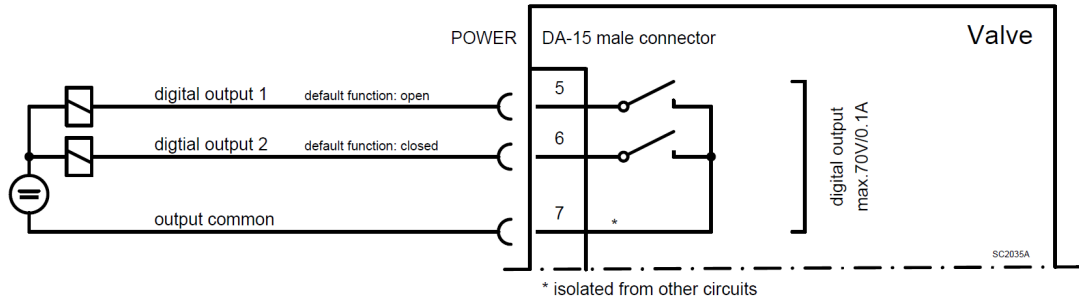 POWER DA-15 male connector Valve
digital output 1 default function: open 5
digtial output 2 default function: closed 6
output common 7 *
digital output
max.70V/0.1A
SC2035A
* isolated from other circuits